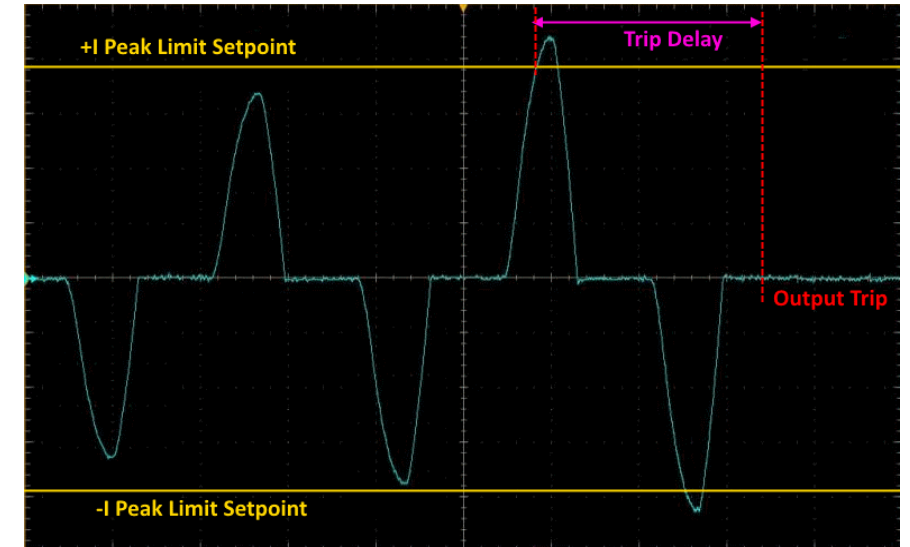 +I Peak Limit Setpoint
Trip Delay
Output Trip
-I Peak Limit Setpoint